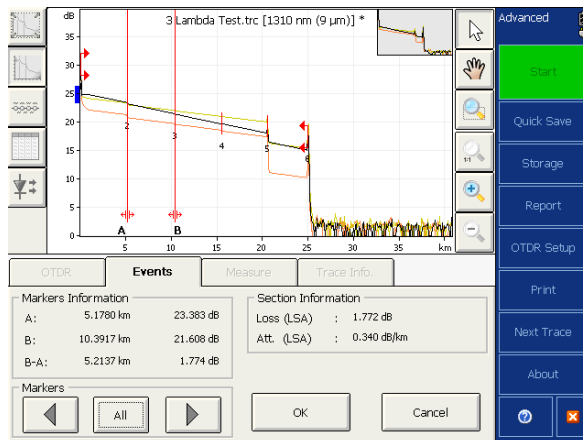 dB
3 Lambda Test.trc [1310 nm (9 µm)] *
35
30
25
20
15
10
5
0
2
3
4
5
6
A
B
5
10
15
20
25
30
35
km
1:1
OTDR
Events
Measure
Trace Info.
Markers Information
A: 5.1780 km 23.383 dB
B: 10.3917 km 21.608 dB
B-A: 5.2137 km 1.774 dB
Section Information
Loss (LSA) : 1.772 dB
Att. (LSA) : 0.340 dB/km
Markers
All
OK
Cancel
Advanced
Start
Quick Save
Storage
Report
OTDR Setup
Print
Next Trace
About
?